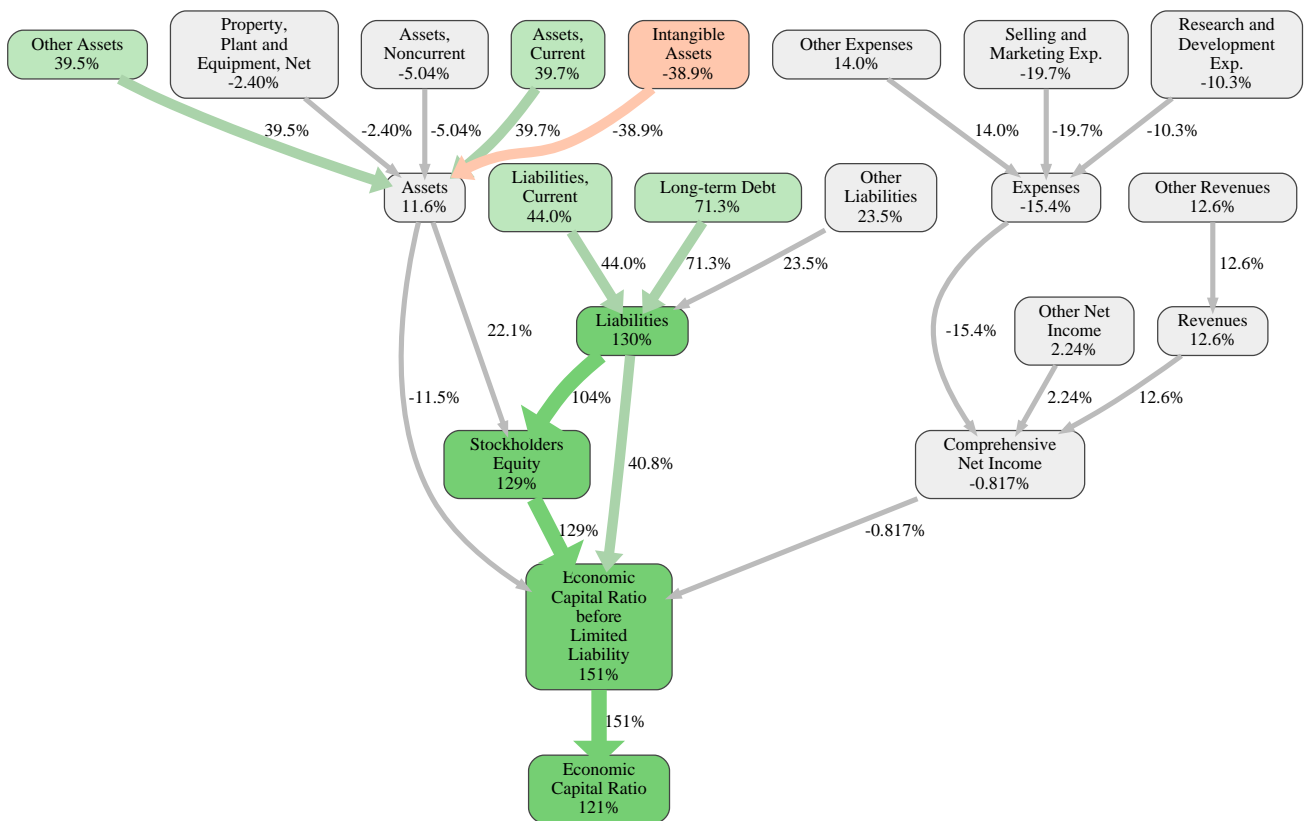 Other Assets
39.5%
Property,
Plant and
Equipment, Net
-2.40%
Assets,
Noncurrent
-5.04%
Assets,
Current
39.7%
Intangible
Assets
-38.9%
Other Expenses
14.0%
Selling and
Marketing Exp.
-19.7%
Research and
Development
Exp.
-10.3%
39.5%
-2.40%
-5.04%
39.7%
-38.9%
14.0%
-19.7%
-10.3%
Assets
11.6%
Liabilities,
Current
44.0%
Long-term Debt
71.3%
Other
Liabilities
23.5%
Expenses
-15.4%
Other Revenues
12.6%
44.0%
71.3%
23.5%
12.6%
22.1%
Liabilities
130%
-15.4%
Other Net
Income
2.24%
Revenues
12.6%
-11.5%
104%
2.24%
12.6%
Stockholders
Equity
129%
40.8%
Comprehensive
Net Income
-0.817%
129%
-0.817%
Economic
Capital Ratio
before
Limited
Liability
151%
151%
Economic
Capital Ratio
121%